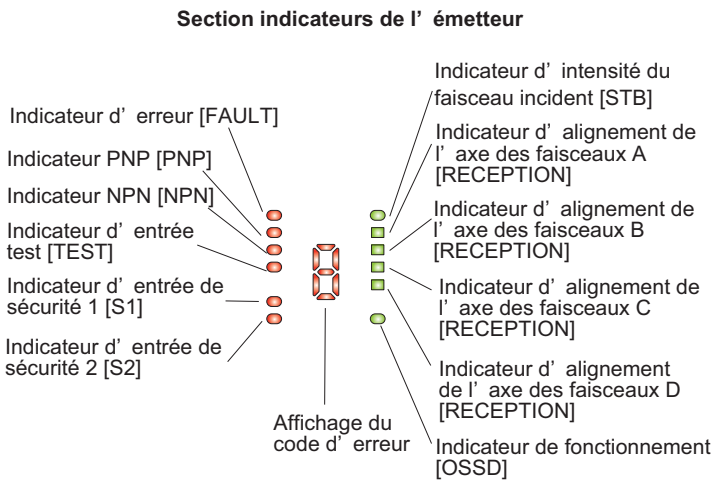 Section indicateurs de l’ émetteur
Indicateur d’ erreur [FAULT]
Indicateur PNP [PNP]
Indicateur NPN [NPN]
Indicateur d’ entrée
test [TEST]
Indicateur d’ entrée de
sécurité 1 [S1]
Indicateur d’ entrée de
sécurité 2 [S2]
Affichage du
code d’ erreur
Indicateur d’ intensité du
faisceau incident [STB]
Indicateur d’ alignement de
l’ axe des faisceaux A
[RECEPTION]
Indicateur d’ alignement de
l’ axe des faisceaux B
[RECEPTION]
Indicateur d’ alignement de
l’ axe des faisceaux C
[RECEPTION]
Indicateur d’ alignement
de l’ axe des faisceaux D
[RECEPTION]
Indicateur de fonctionnement
[OSSD]